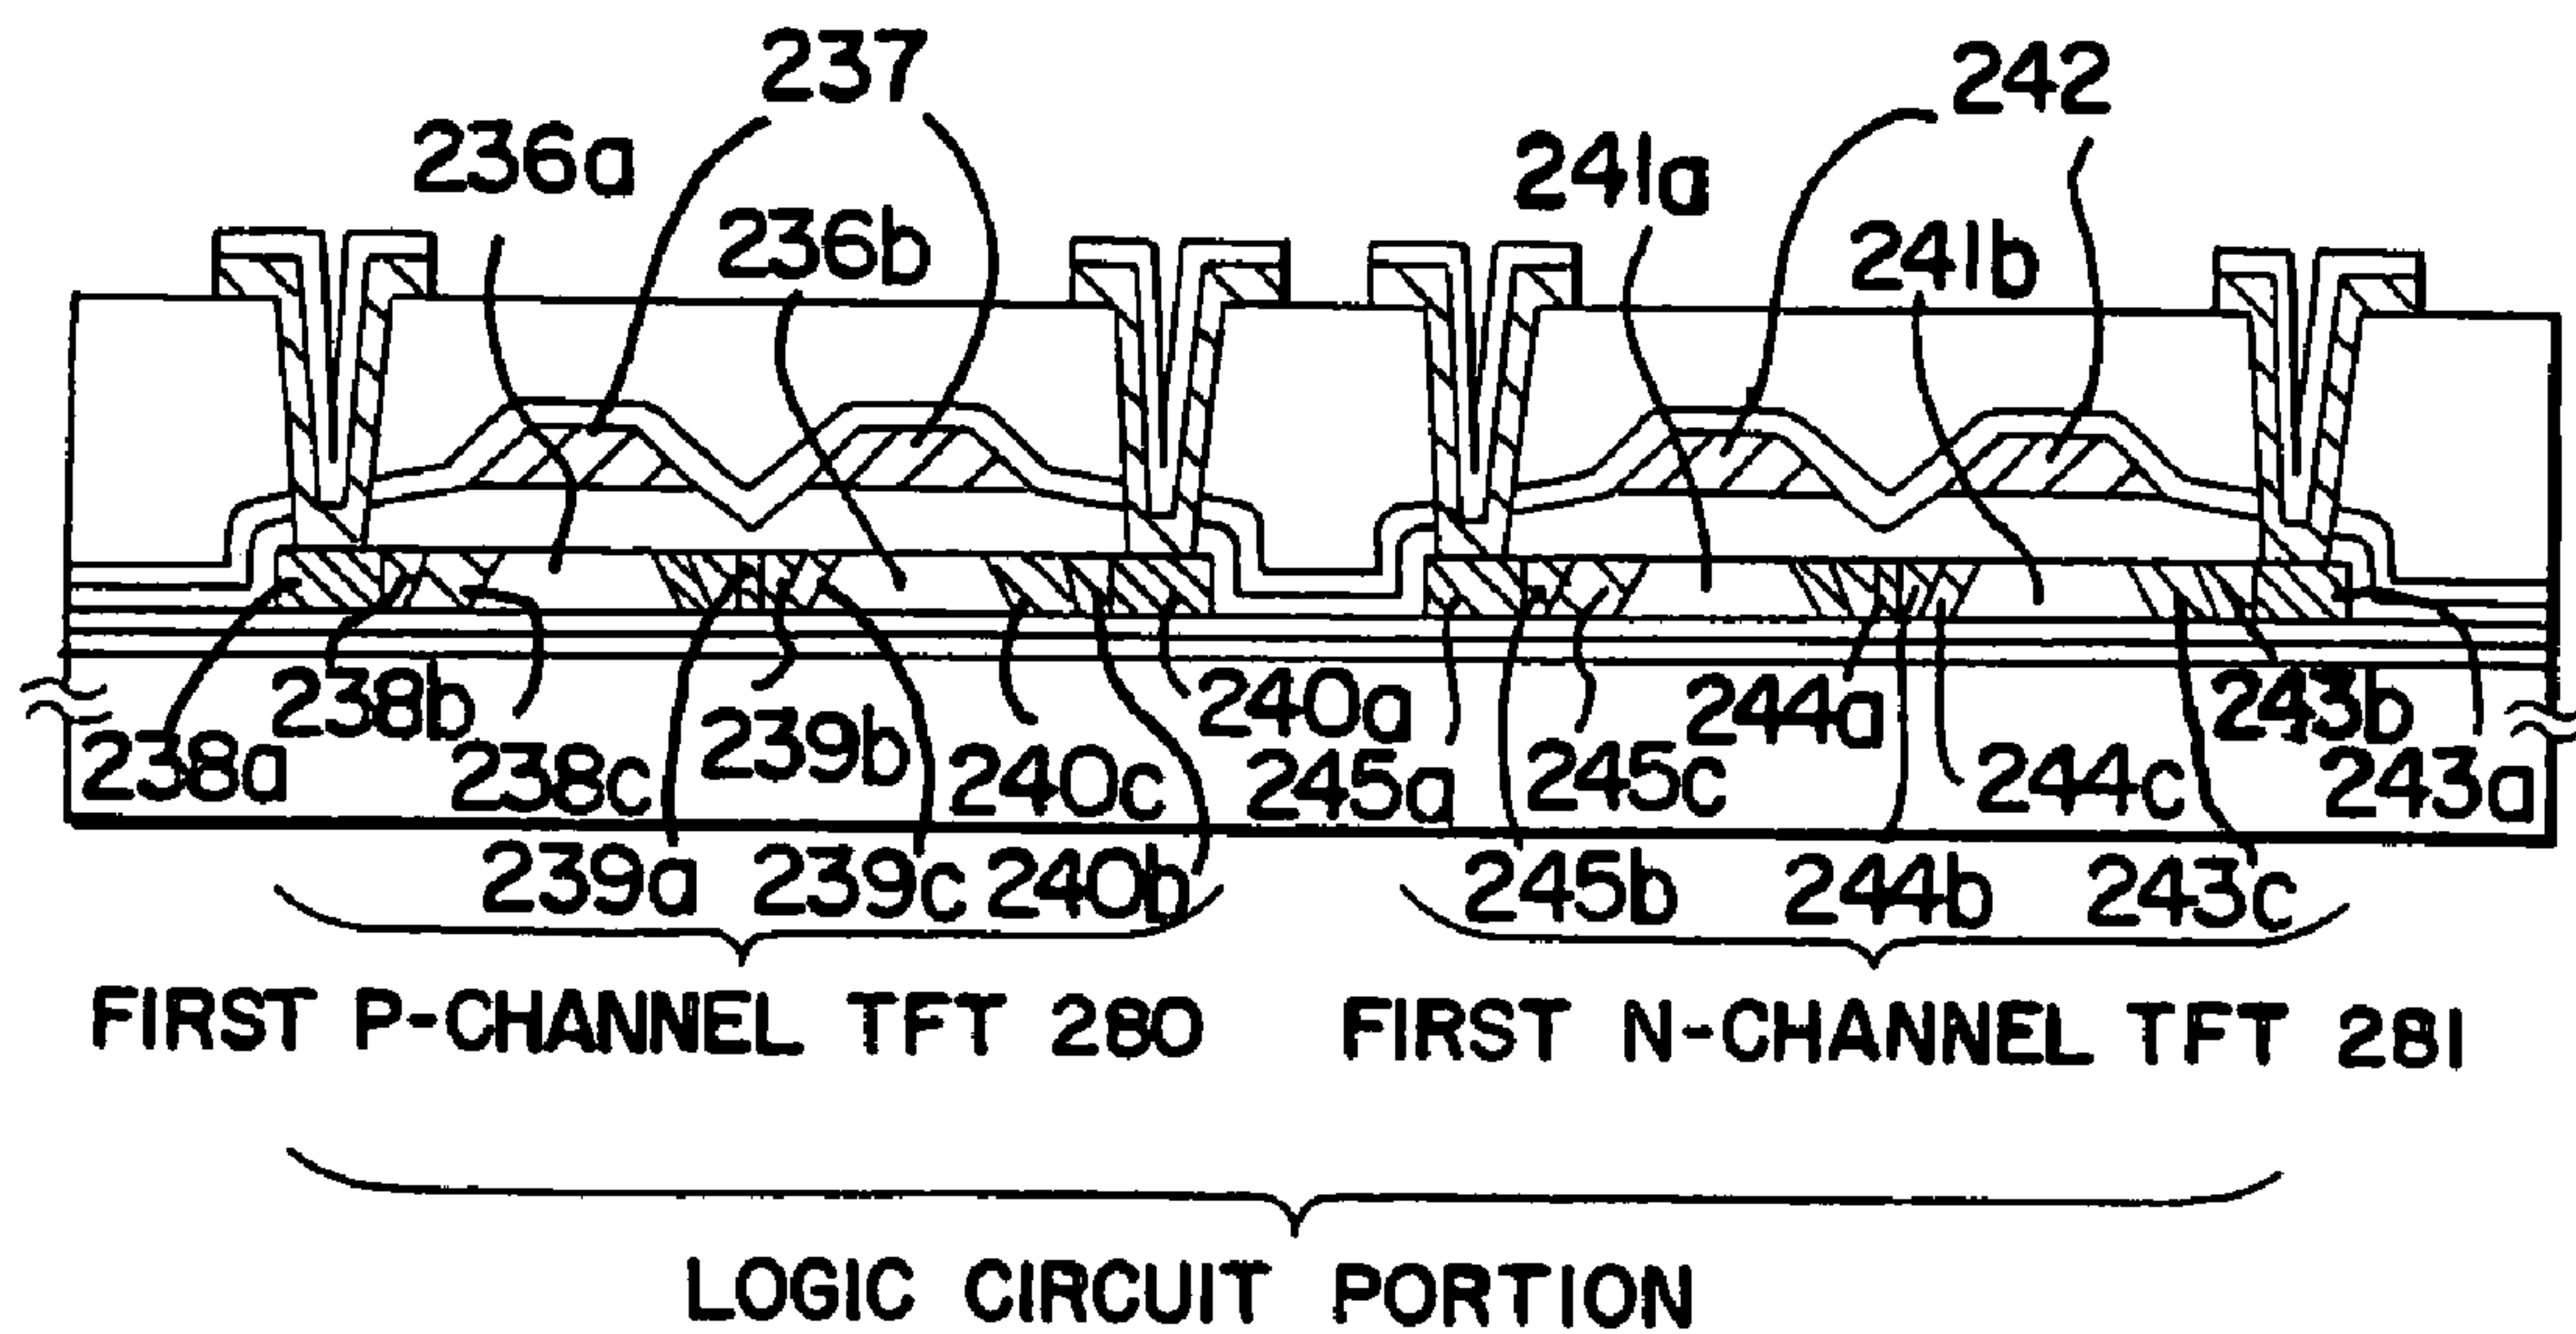 237
242
236a
241a
236b
241b
238b
240a
244a
243b
238a
238c
239b
240c
245a
245c
244c
243a
239a
239c
240b
245b
244b
243c
FIRST P-CHANNEL TFT 280
FIRST N-CHANNEL TFT 281
LOGIC CIRCUIT PORTION